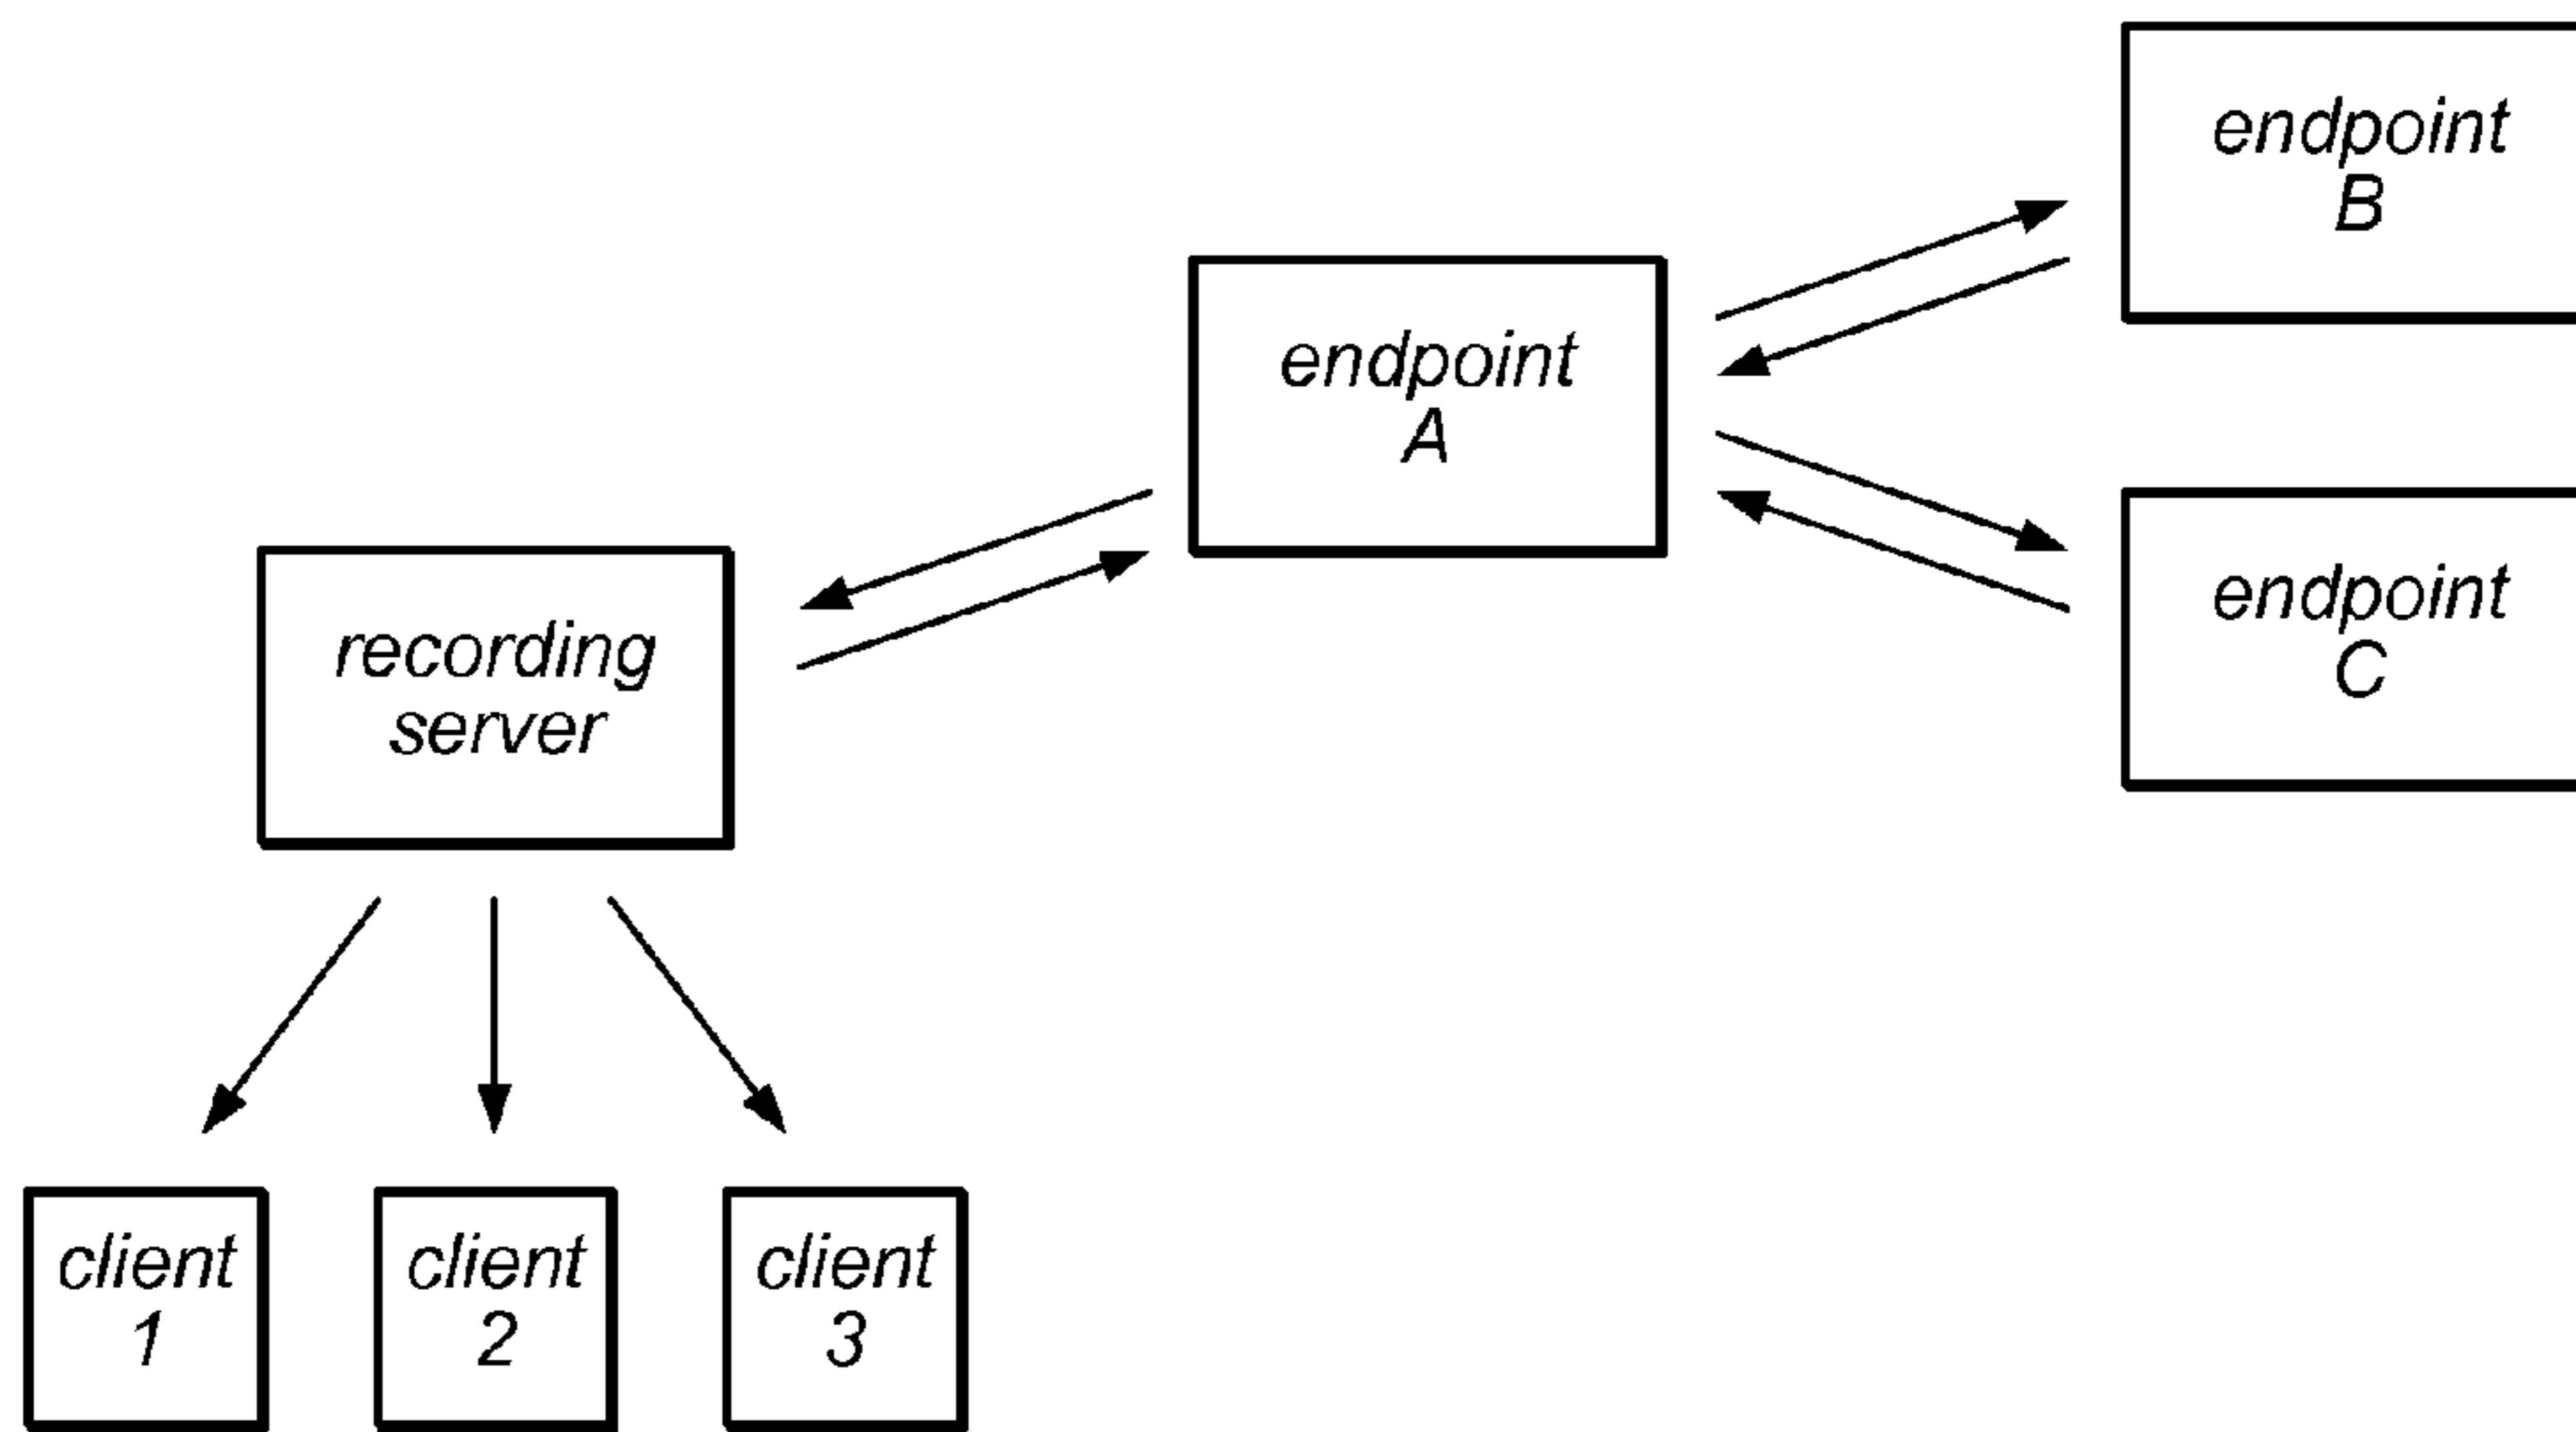 endpoint
B
endpoint
A
endpoint
C
recording
server
client
1
client
2
client
3